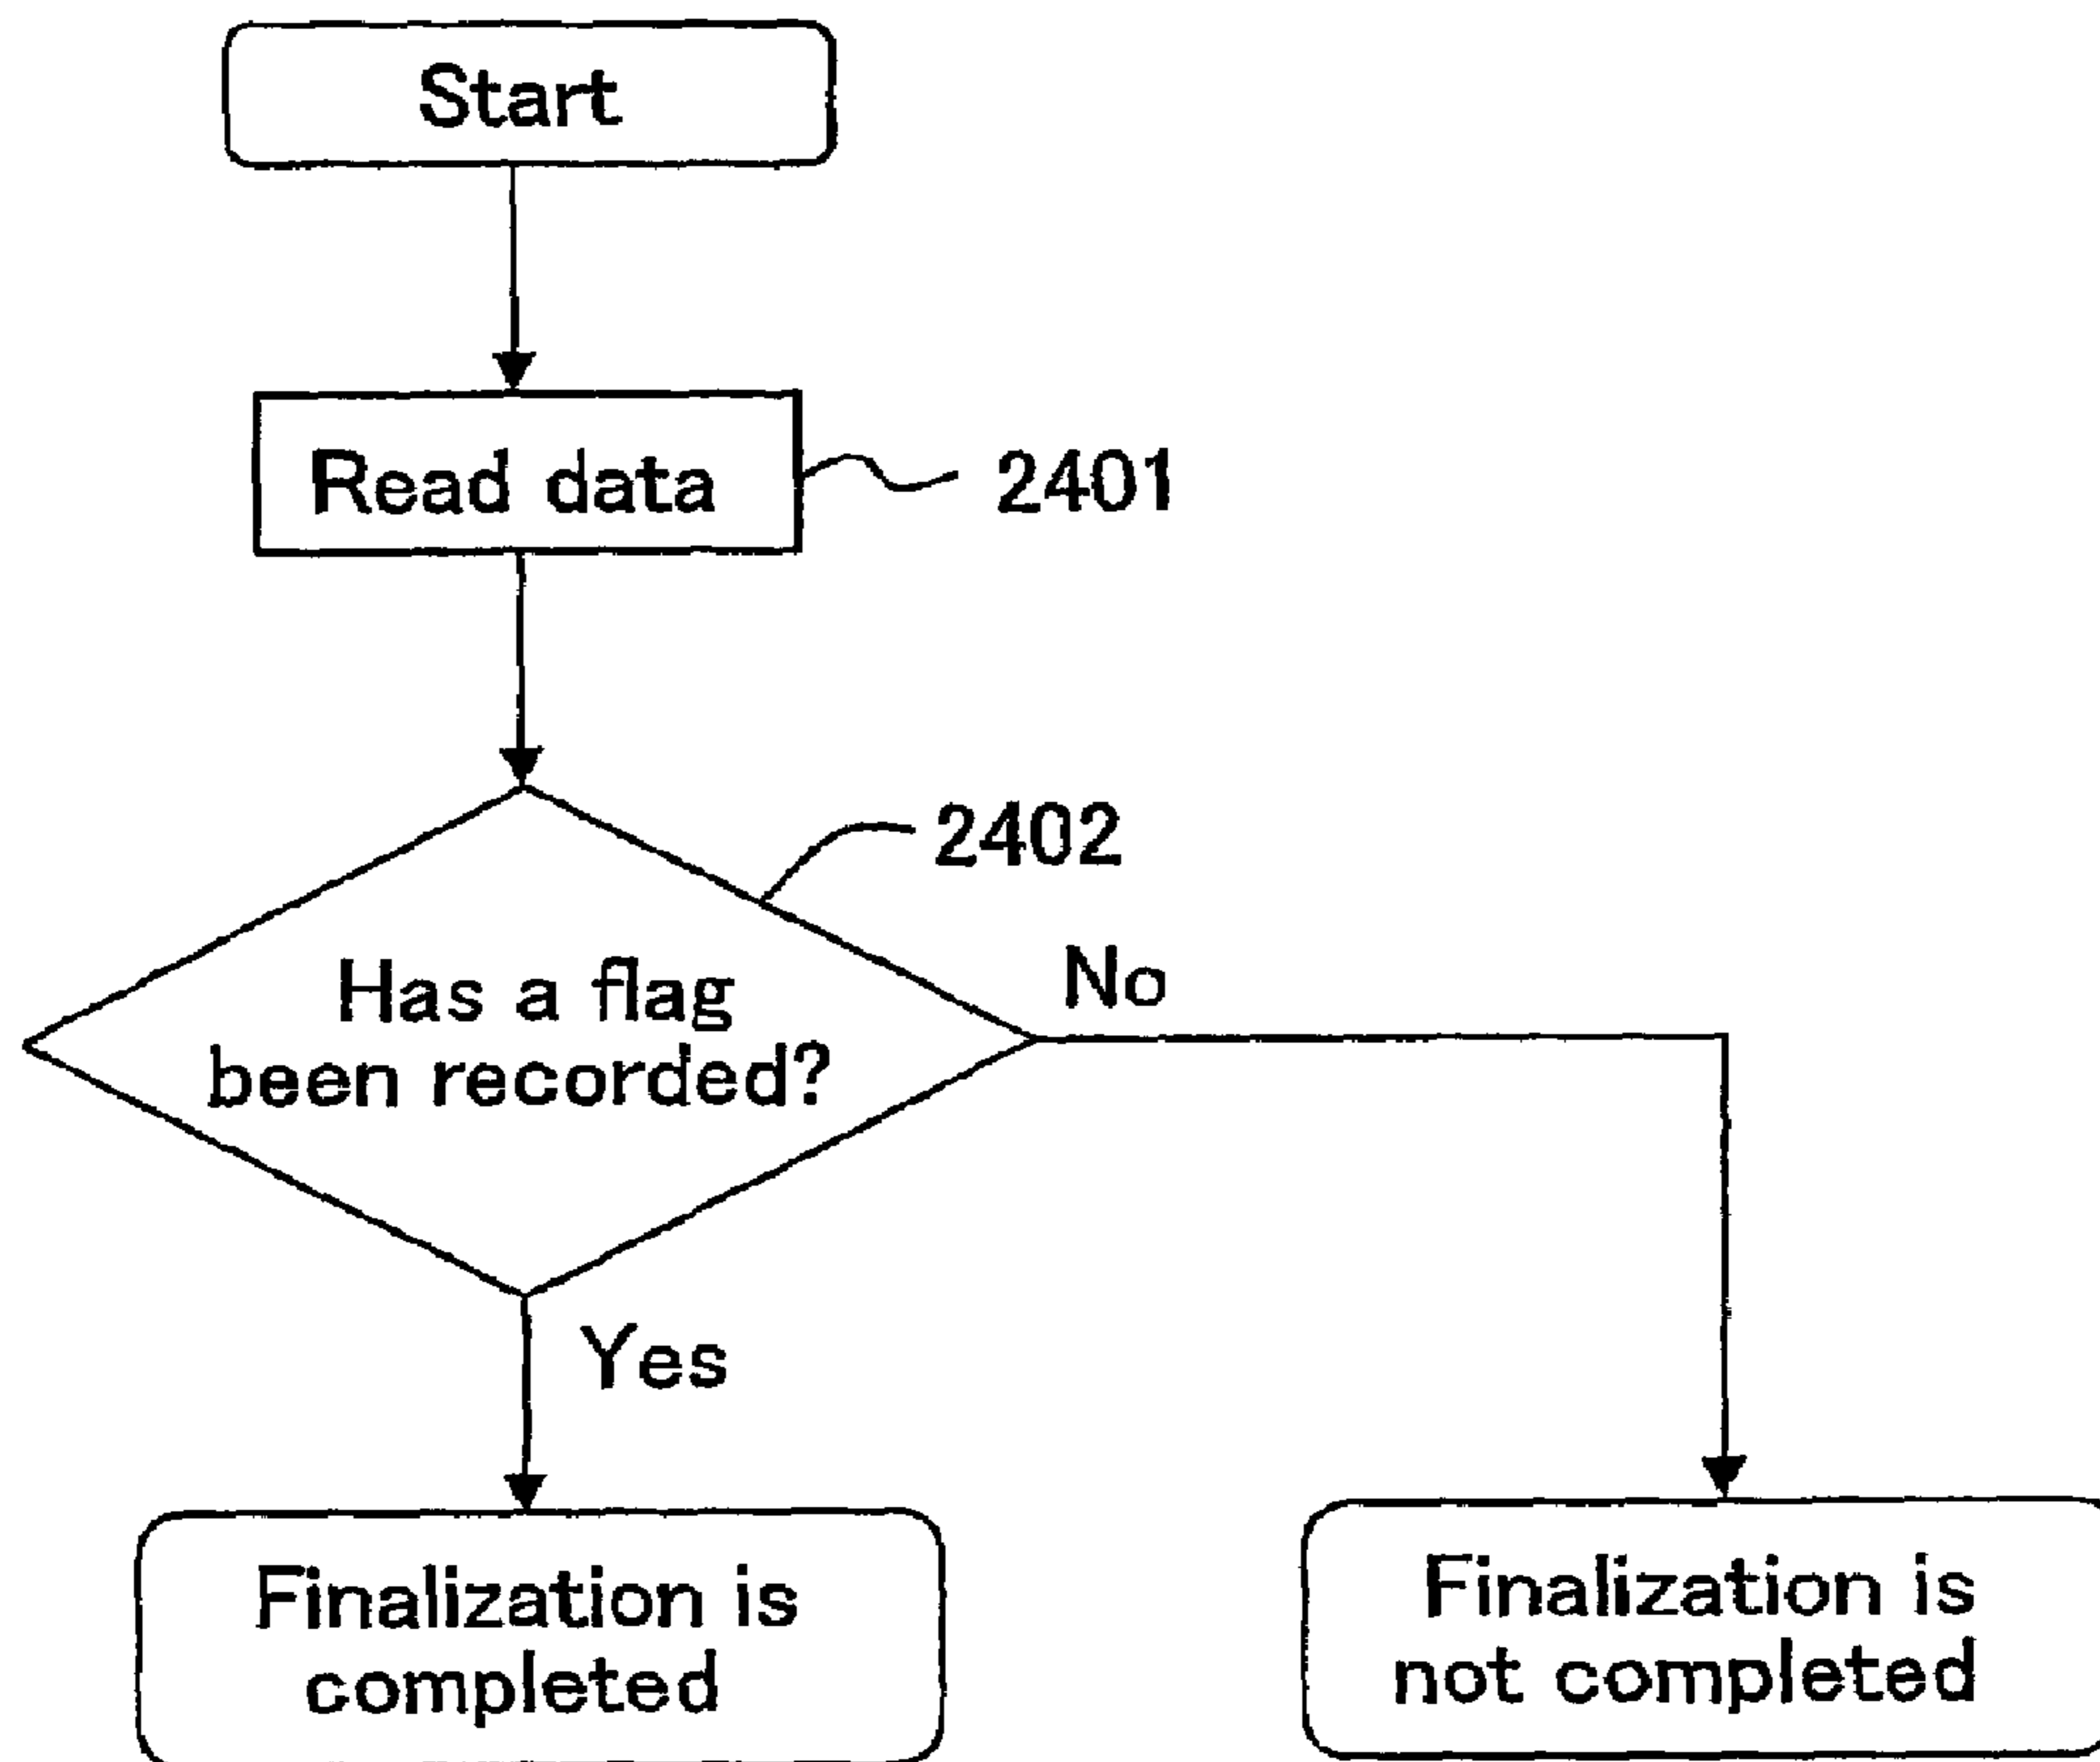 Start
Read data
2401
2402
Has a flag
been recorded?
No
Yes
Finalization is
completed
Finalization is
not completed